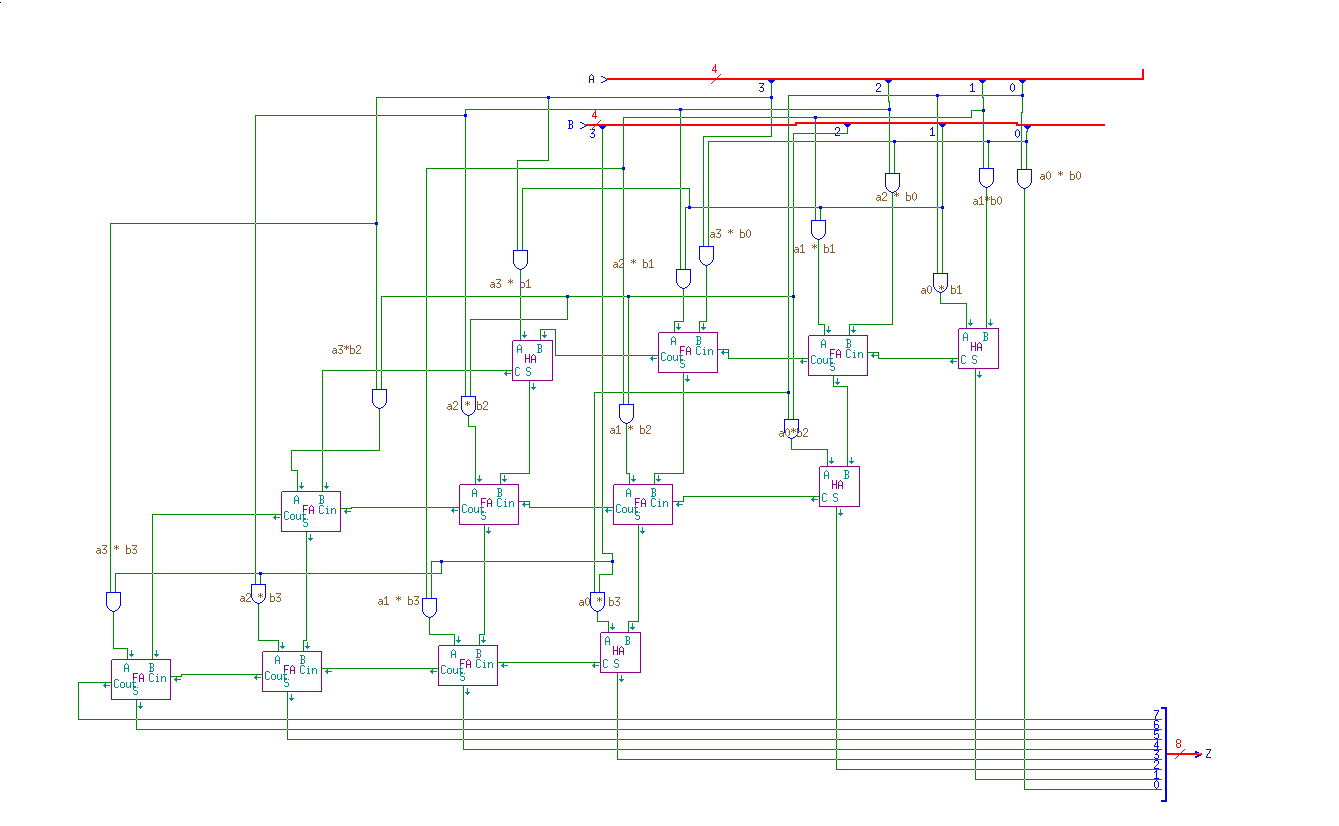 4
A
3 2 1 0
4
B
3 2 1 0
a0 * b0
a2 * b0
a1*b0
a3 * b0
a1 * b1
a2 * b1
a3 * b1
a0 * b1
A B
HA
C S
A B
FA
Cout Cin
S
A B
FA
Cout Cin
S
A B
HA
C S
a3*b2
a2 * b2
a1 * b2
a0*b2
A B
FA
Cout Cin
S
A B
FA
Cout Cin
S
A B
FA
Cout Cin
S
A B
HA
C S
a3 * b3
a2 * b3
a1 * b3
a0 * b3
A B
FA
Cout Cin
S
A B
FA
Cout Cin
S
A B
FA
Cout Cin
S
A B
HA
C S
7
6
5
4
3
2
1
0
8
Z